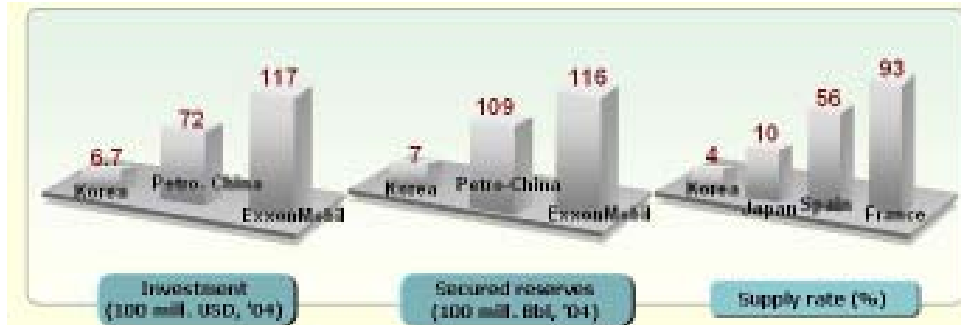 6.7
Korea
72
Petro. China
117
ExxonMobil
Investment
(100 mill. USD, '04)
7
Korea
109
Petro-China
116
ExxonMobil
Secured reserves
(100 mill. Bbl, '04)
4
Korea
10
Japan
56
Spain
93
France
Supply rate (%)